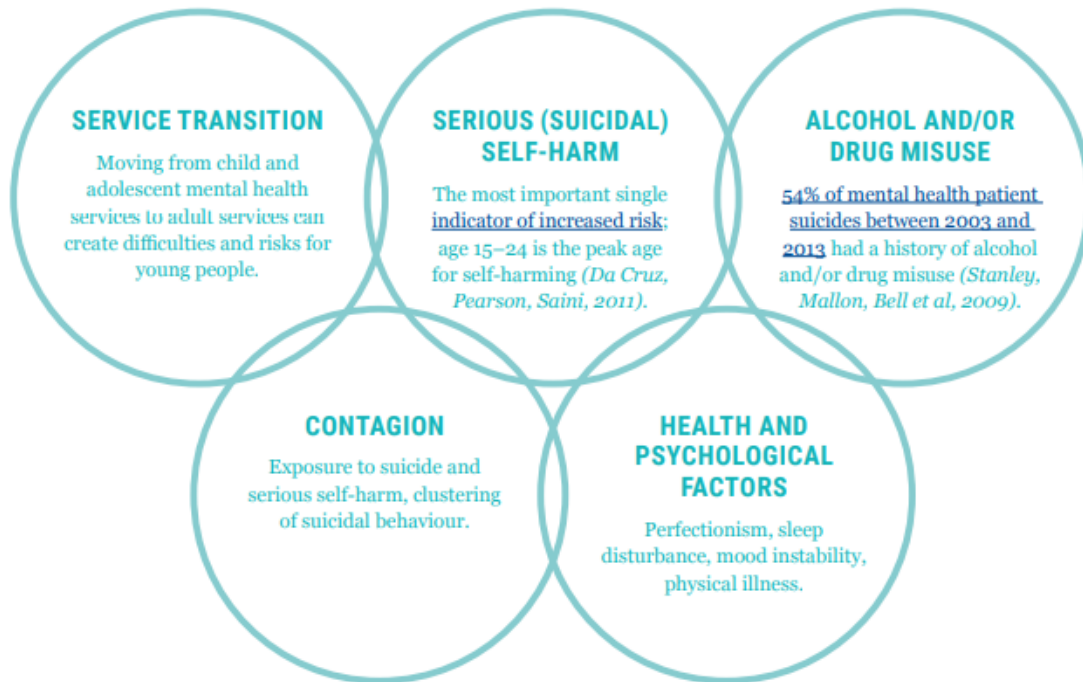 SERVICE TRANSITION
Moving from child and
adolescent mental health
services to adult services can
create difficulties and risks for
young people.
SERIOUS (SUICIDAL)
SELF-HARM
The most important single
indicator of increased risk;
age 15–24 is the peak age
for self-harming (Da Cruz,
Pearson, Saini, 2011).
ALCOHOL AND/OR
DRUG MISUSE
54% of mental health patient
suicides between 2003 and
2013 had a history of alcohol
and/or drug misuse (Stanley,
Mallon, Bell et al, 2009).
CONTAGION
Exposure to suicide and
serious self-harm, clustering
of suicidal behaviour.
HEALTH AND
PSYCHOLOGICAL
FACTORS
Perfectionism, sleep
disturbance, mood instability,
physical illness.